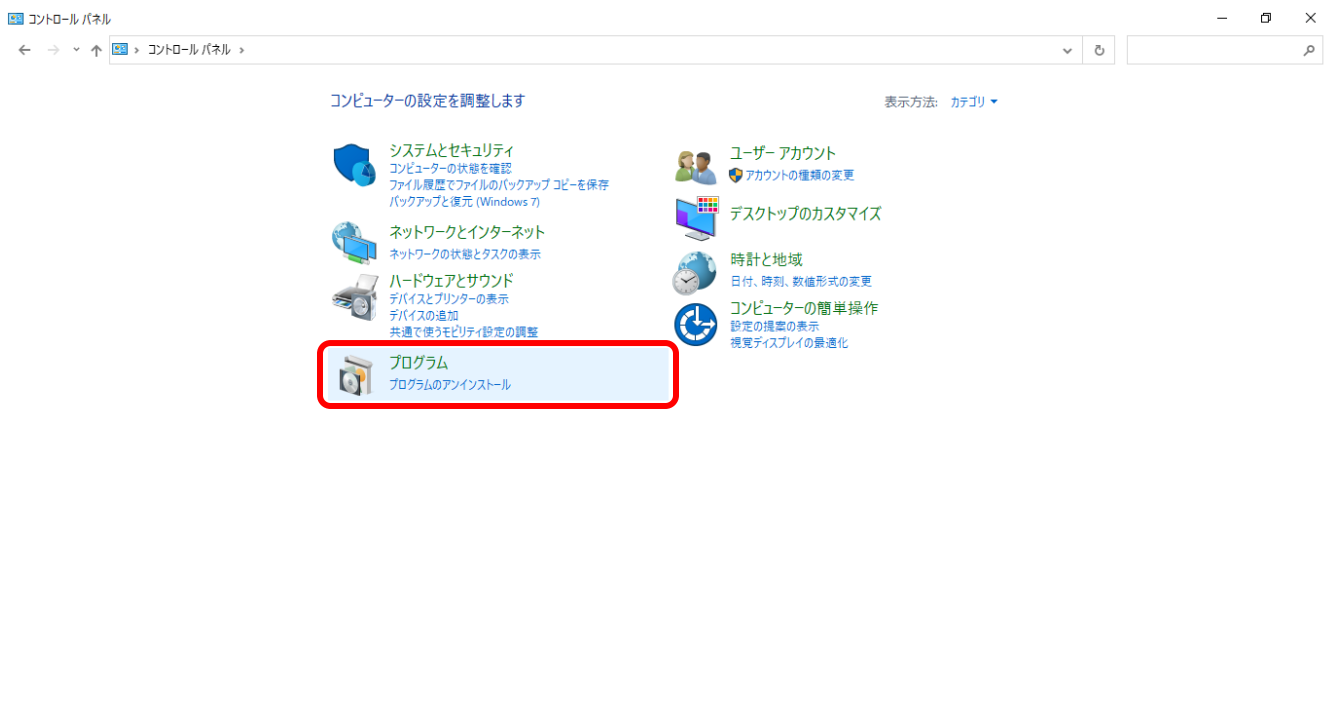 コントロール パネル
コントロール パネル
コンピューターの設定を調整します
表示方法: カテゴリ
システムとセキュリティ
コンピューターの状態を確認
ファイル履歴でファイルのバックアップ コピーを保存
バックアップと復元 (Windows 7)
ネットワークとインターネット
ネットワークの状態とタスクの表示
ハードウェアとサウンド
デバイスとプリンターの表示
デバイスの追加
共通で使うモビリティ設定の調整
プログラム
プログラムのアンインストール
ユーザー アカウント
アカウントの種類の変更
デスクトップのカスタマイズ
時計と地域
日付、時刻、数値形式の変更
コンピューターの簡単操作
設定の提案の表示
視覚ディスプレイの最適化